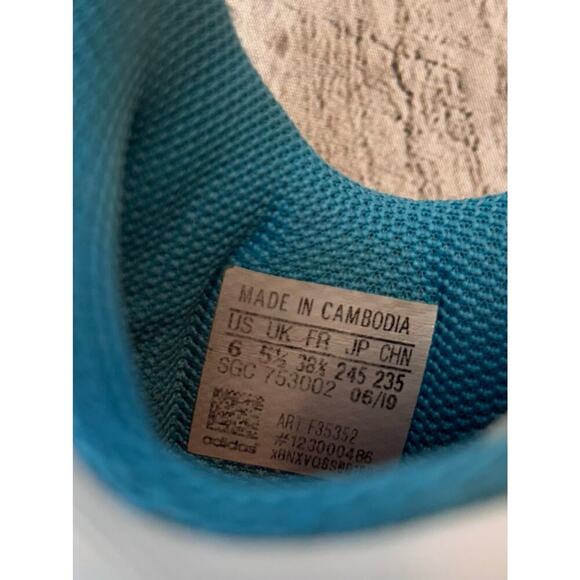 MADE IN CAMBODIA
US UK FR JP CHN
6 5½ 38⅔ 245 235
SGC 753002 06/19
ART F35352
#123000486
adidas